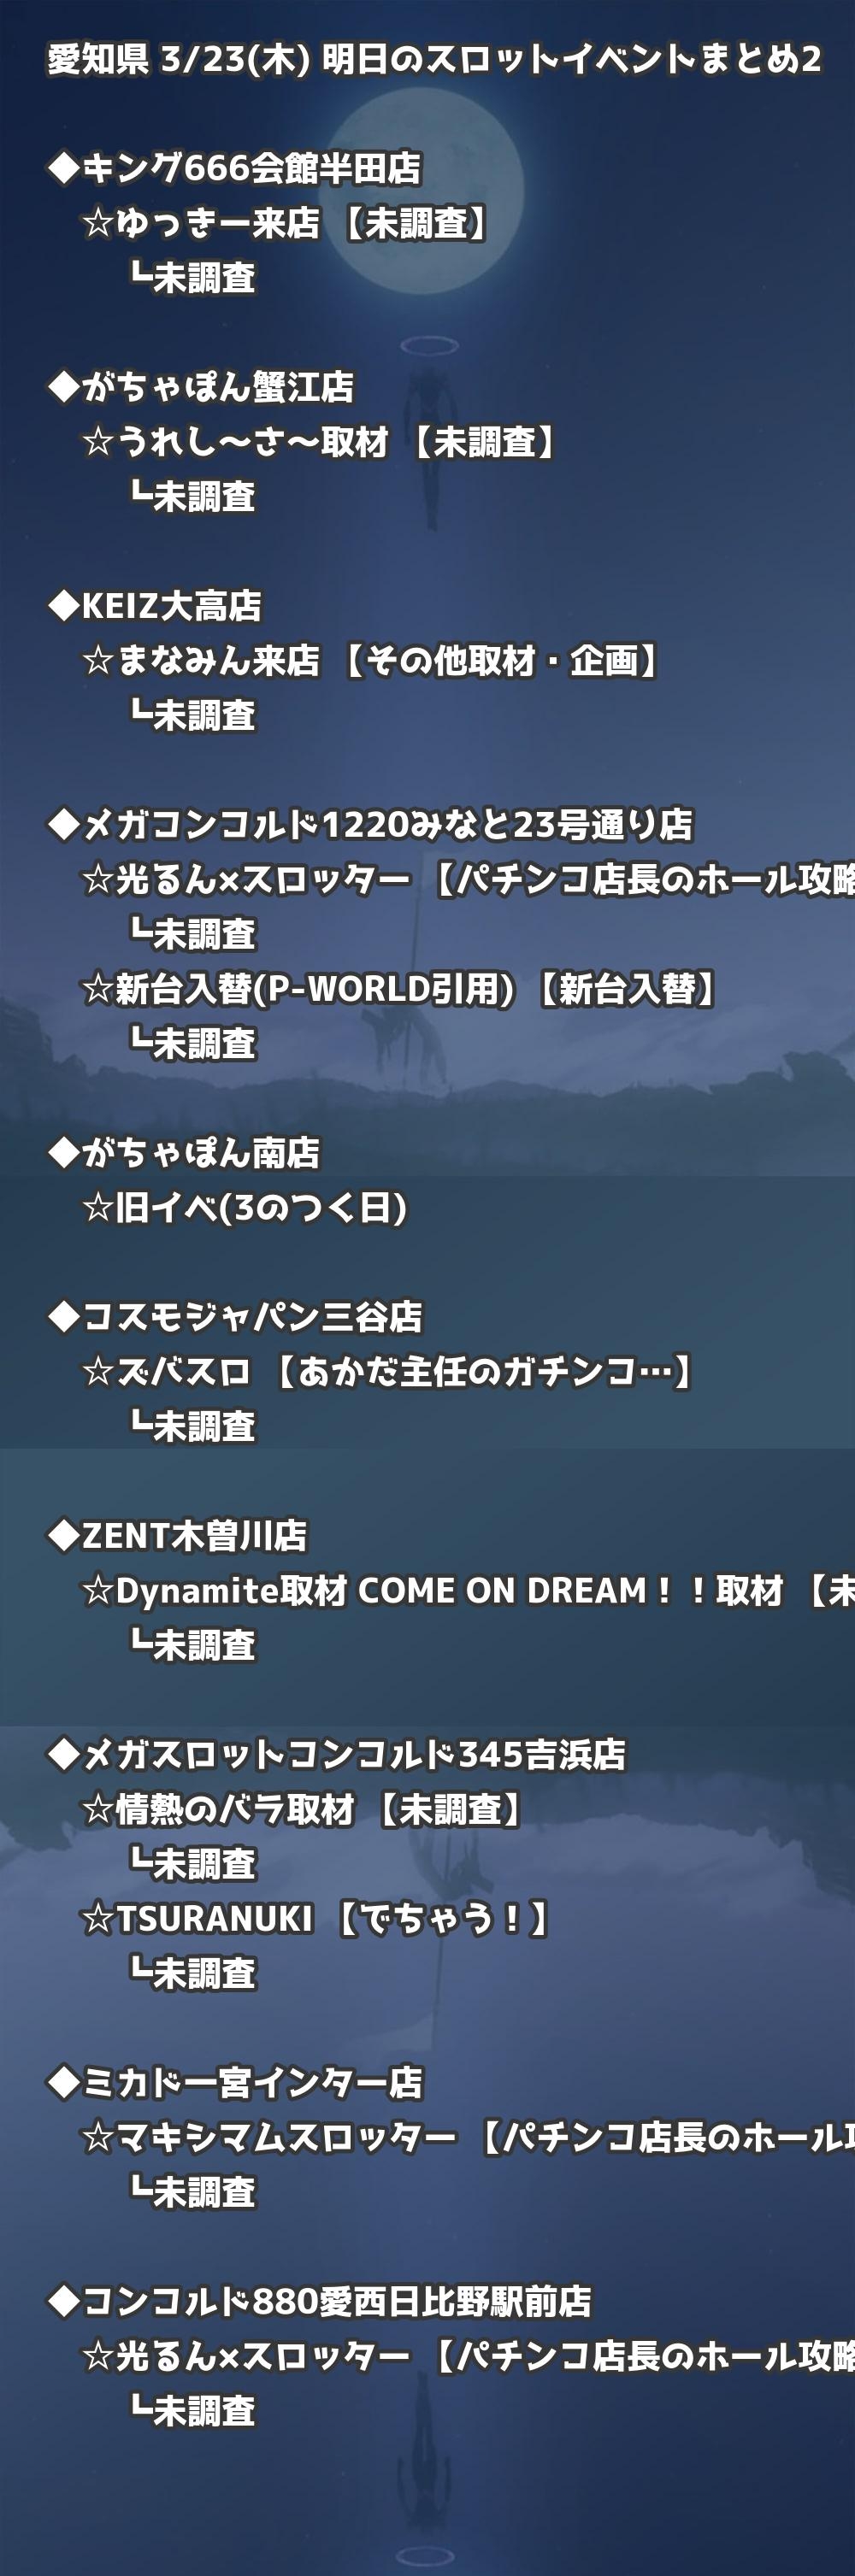 愛知県 3/23(木) 明日のスロットイベントまとめ2
◆キング666会館半田店
☆ゆっきー来店 【未調査】
┗未調査
◆がちゃぽん蟹江店
☆うれし～さ～取材 【未調査】
┗未調査
◆KEIZ大高店
☆まなみん来店 【その他取材・企画】
┗未調査
◆メガコンコルド1220みなと23号通り店
☆光るん×スロッター 【パチンコ店長のホール攻略
┗未調査
☆新台入替(P-WORLD引用) 【新台入替】
┗未調査
◆がちゃぽん南店
☆旧イベ(3のつく日)
◆コスモジャパン三谷店
☆ズバスロ 【あかだ主任のガチンコ…】
┗未調査
◆ZENT木曽川店
☆Dynamite取材 COME ON DREAM！！取材 【未
┗未調査
◆メガスロットコンコルド345吉浜店
☆情熱のバラ取材 【未調査】
┗未調査
☆TSURANUKI 【でちゃう！】
┗未調査
◆ミカド一宮インター店
☆マキシマムスロッター 【パチンコ店長のホール攻
┗未調査
◆コンコルド880愛西日比野駅前店
☆光るん×スロッター 【パチンコ店長のホール攻略
┗未調査